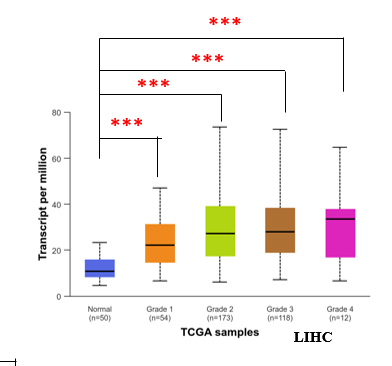 ***
***
***
***
Transcript per million
80
60
40
20
0
Normal
(n=50)
Grade 1
(n=54)
Grade 2
(n=173)
Grade 3
(n=118)
Grade 4
(n=12)
TCGA samples
LIHC